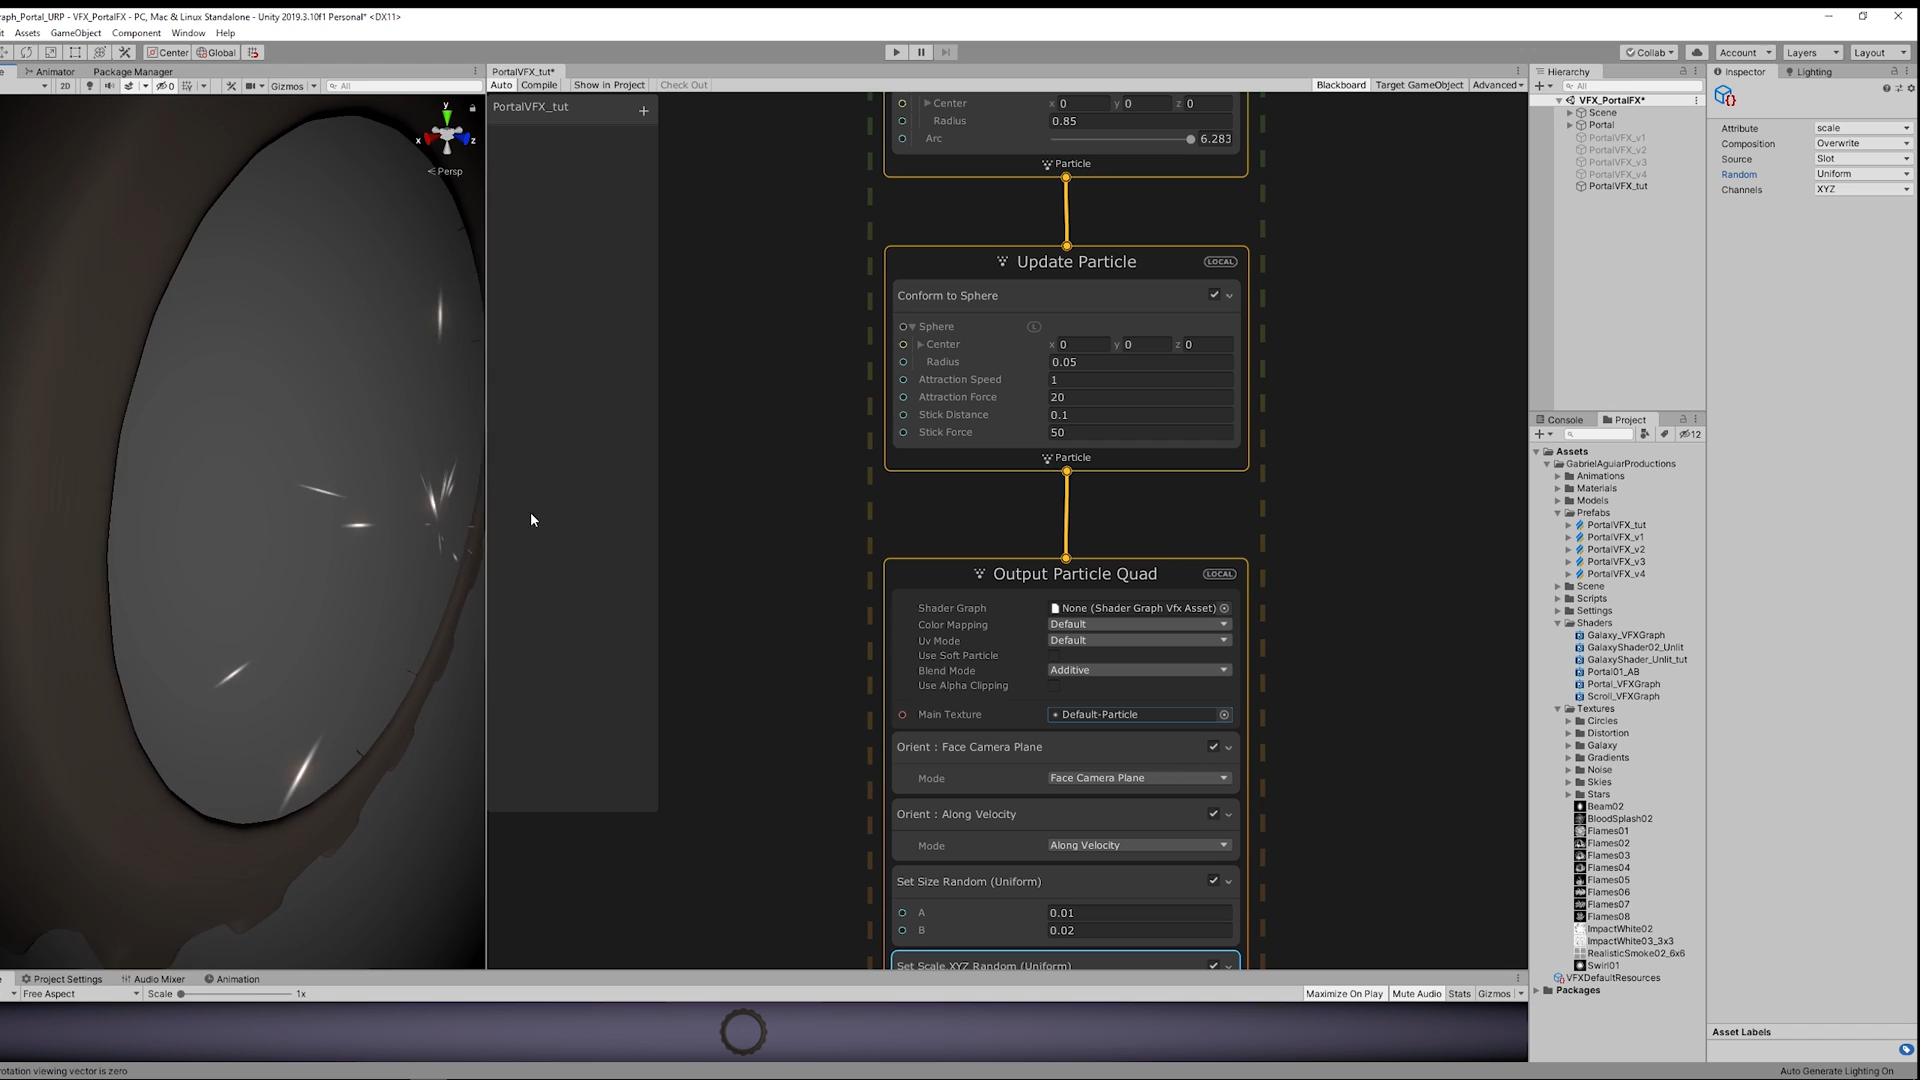 raph_Portal_URP - VFX_PortalFX - PC, Mac & Linux Standalone - Unity 2019.3.10f1 Personal* <DX11>
it Assets GameObject Component Window Help
Center Global
Collab Account Layers Layout
Animator Package Manager
2D 0 Gizmos All
y
x z
Persp
PortalVFX_tut*
Auto Compile Show in Project Check Out Blackboard Target GameObject Advanced
PortalVFX_tut +
Center x 0 y 0 z 0
Radius 0.85
Arc 6.283
Particle
Update Particle LOCAL
Conform to Sphere
Sphere L
Center x 0 y 0 z 0
Radius 0.05
Attraction Speed 1
Attraction Force 20
Stick Distance 0.1
Stick Force 50
Particle
Output Particle Quad LOCAL
Shader Graph None (Shader Graph Vfx Asset)
Color Mapping Default
Uv Mode Default
Use Soft Particle
Blend Mode Additive
Use Alpha Clipping
Main Texture Default-Particle
Orient : Face Camera Plane
Mode Face Camera Plane
Orient : Along Velocity
Mode Along Velocity
Set Size Random (Uniform)
A 0.01
B 0.02
Set Scale.XYZ Random (Uniform)
Hierarchy
All
VFX_PortalFX*
Scene
Portal
PortalVFX_v1
PortalVFX_v2
PortalVFX_v3
PortalVFX_v4
PortalVFX_tut
Inspector Lighting
Attribute scale
Composition Overwrite
Source Slot
Random Uniform
Channels XYZ
Console Project
12
Assets
GabrielAguiarProductions
Animations
Materials
Models
Prefabs
PortalVFX_tut
PortalVFX_v1
PortalVFX_v2
PortalVFX_v3
PortalVFX_v4
Scene
Scripts
Settings
Shaders
Galaxy_VFXGraph
GalaxyShader02_Unlit
GalaxyShader_Unlit_tut
Portal01_AB
Portal_VFXGraph
Scroll_VFXGraph
Textures
Circles
Distortion
Galaxy
Gradients
Noise
Skies
Stars
Beam02
BloodSplash02
Flames01
Flames02
Flames03
Flames04
Flames05
Flames06
Flames07
Flames08
ImpactWhite02
ImpactWhite03_3x3
RealisticSmoke02_6x6
Swirl01
VFXDefaultResources
Packages
Asset Labels
Project Settings Audio Mixer Animation
Free Aspect Scale 1x Maximize On Play Mute Audio Stats Gizmos
rotation viewing vector is zero
Auto Generate Lighting On